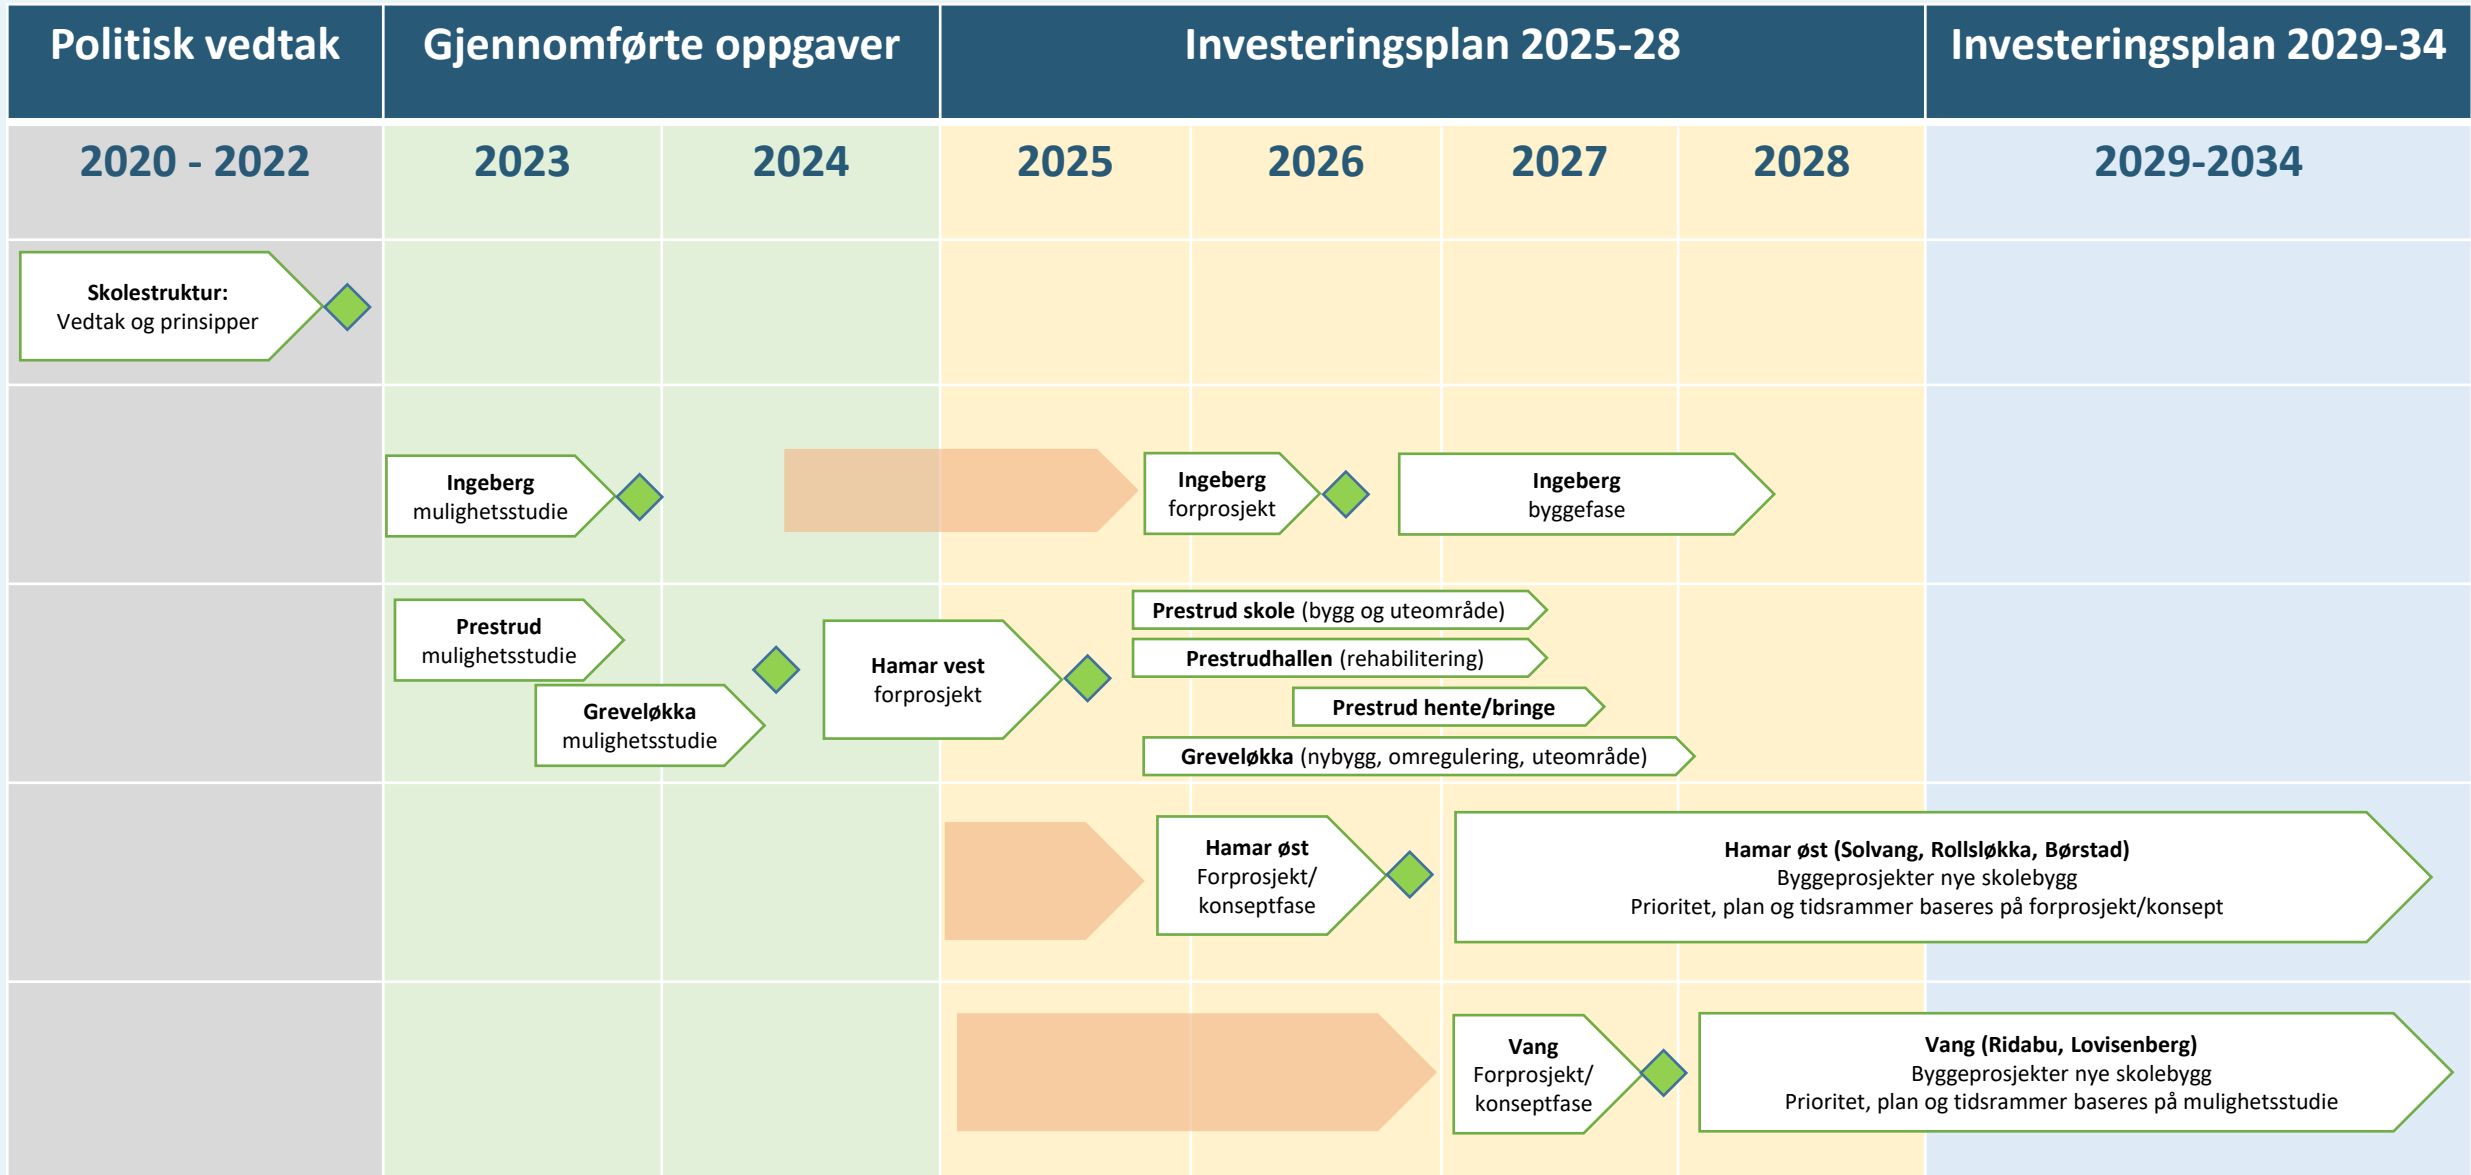 Politisk vedtak
Gjennomførte oppgaver
Investeringsplan 2025-28
Investeringsplan 2029-34
2020 - 2022
2023
2024
2025
2026
2027
2028
2029-2034
Skolestruktur:
Vedtak og prinsipper
Ingeberg
mulighetsstudie
Ingeberg
forprosjekt
Ingeberg
byggefase
Prestrud
mulighetsstudie
Greveløkka
mulighetsstudie
Hamar vest
forprosjekt
Prestrud skole (bygg og uteområde)
Prestrudhallen (rehabilitering)
Prestrud hente/bringe
Greveløkka (nybygg, omregulering, uteområde)
Hamar øst
Forprosjekt/
konseptfase
Hamar øst (Solvang, Rollsløkka, Børstad)
Byggeprosjekter nye skolebygg
Prioritet, plan og tidsrammer baseres på forprosjekt/konsept
Vang
Forprosjekt/
konseptfase
Vang (Ridabu, Lovisenberg)
Byggeprosjekter nye skolebygg
Prioritet, plan og tidsrammer baseres på mulighetsstudie